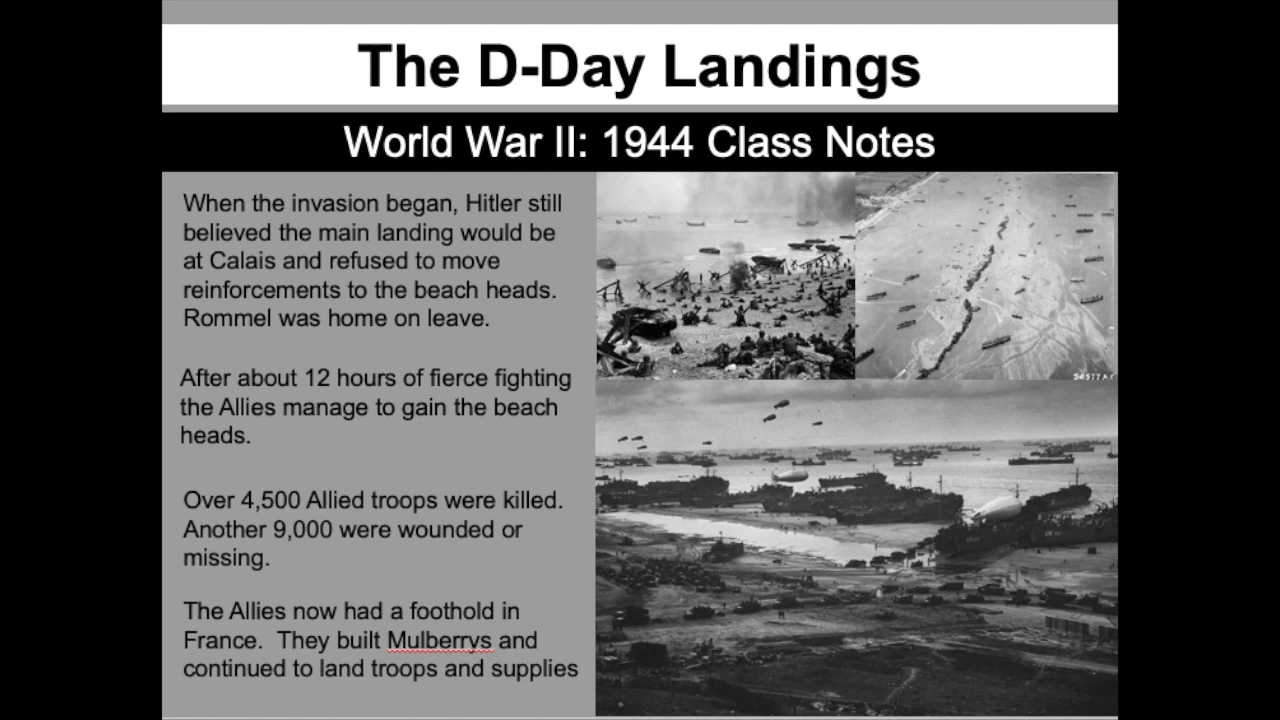 The D-Day Landings
World War II: 1944 Class Notes
When the invasion began, Hitler still
believed the main landing would be
at Calais and refused to move
reinforcements to the beach heads.
Rommel was home on leave.
After about 12 hours of fierce fighting
the Allies manage to gain the beach
heads.
Over 4,500 Allied troops were killed.
Another 9,000 were wounded or
missing.
The Allies now had a foothold in
France. They built Mulberrys and
continued to land troops and supplies